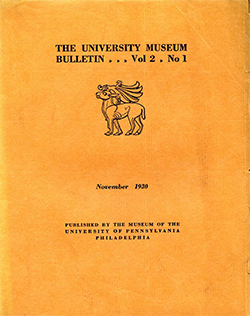 THE UNIVERSITY MUSEUM
BULLETIN . . . Vol 2 . No 1
November 1930
PUBLISHED BY THE MUSEUM OF THE
UNIVERSITY OF PENNSYLVANIA
PHILADELPHIA